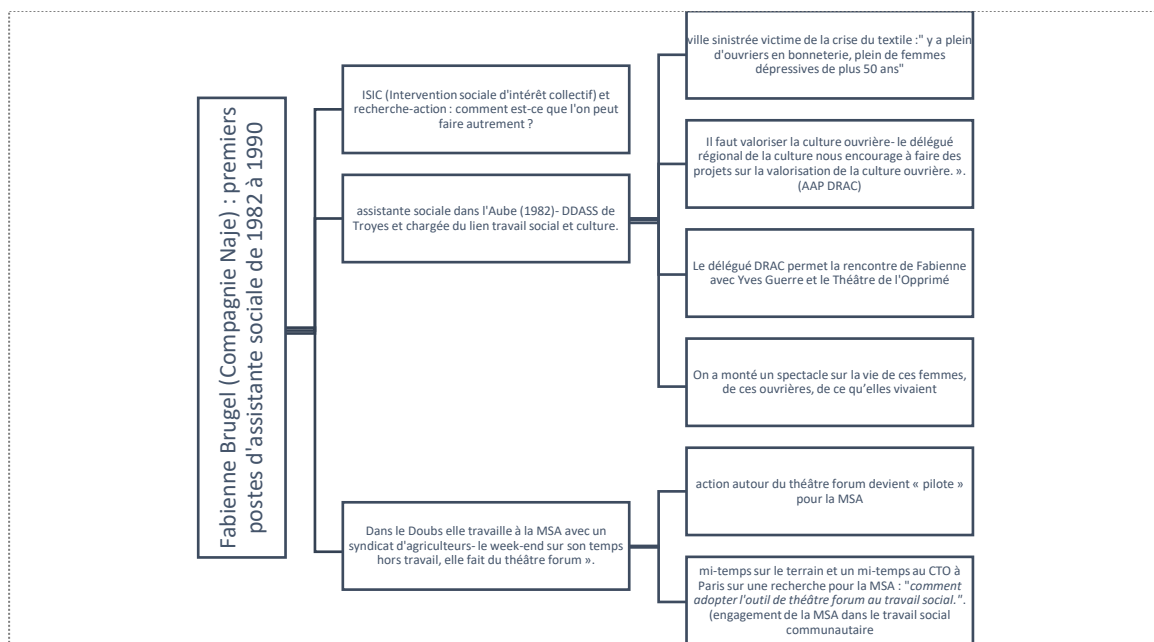 Fabienne Brugel (Compagnie Naje) : premiers
postes d'assistante sociale de 1982 à 1990
ISIC (Intervention sociale d'intérêt collectif) et
recherche-action : comment est-ce que l'on peut
faire autrement ?
assistante sociale dans l'Aube (1982)- DDASS de
Troyes et chargée du lien travail social et culture.
ville sinistrée victime de la crise du textile :" y a plein
d'ouvriers en bonneterie, plein de femmes
dépressives de plus 50 ans"
Il faut valoriser la culture ouvrière- le délégué
régional de la culture nous encourage à faire des
projets sur la valorisation de la culture ouvrière. ».
(AAP DRAC)
Le délégué DRAC permet la rencontre de Fabienne
avec Yves Guerre et le Théâtre de l'Opprimé
On a monté un spectacle sur la vie de ces femmes,
de ces ouvrières, de ce qu’elles vivaient
Dans le Doubs elle travaille à la MSA avec un
syndicat d'agriculteurs- le week-end sur son temps
hors travail, elle fait du théâtre forum ».
action autour du théâtre forum devient « pilote »
pour la MSA
mi-temps sur le terrain et un mi-temps au CTO à
Paris sur une recherche pour la MSA : "comment
adopter l'outil de théâtre forum au travail social.".
(engagement de la MSA dans le travail social
communautaire